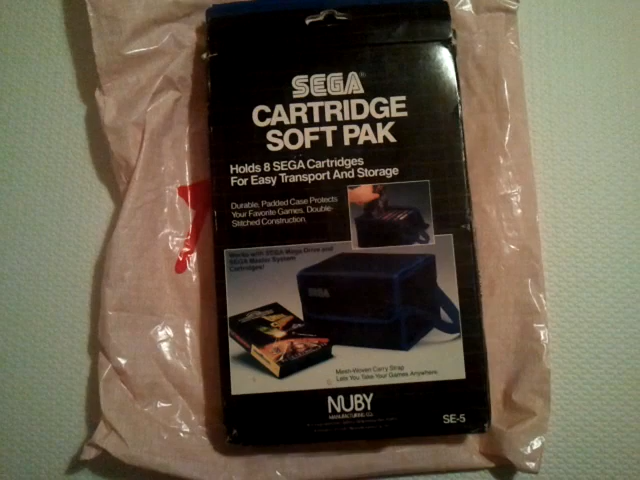 SEGA
CARTRIDGE
SOFT PAK
Holds 8 SEGA Cartridges
For Easy Transport And Storage
Durable, Padded Case Protects
Your Favorite Games. Double-
Stitched Construction.
Works with SEGA Mega Drive and
SEGA Master System
Cartridges!
SEGA
Mesh-Woven Carry Strap
Lets You Take Your Games Anywhere.
NUBY
MANUFACTURING CO.
SE-5